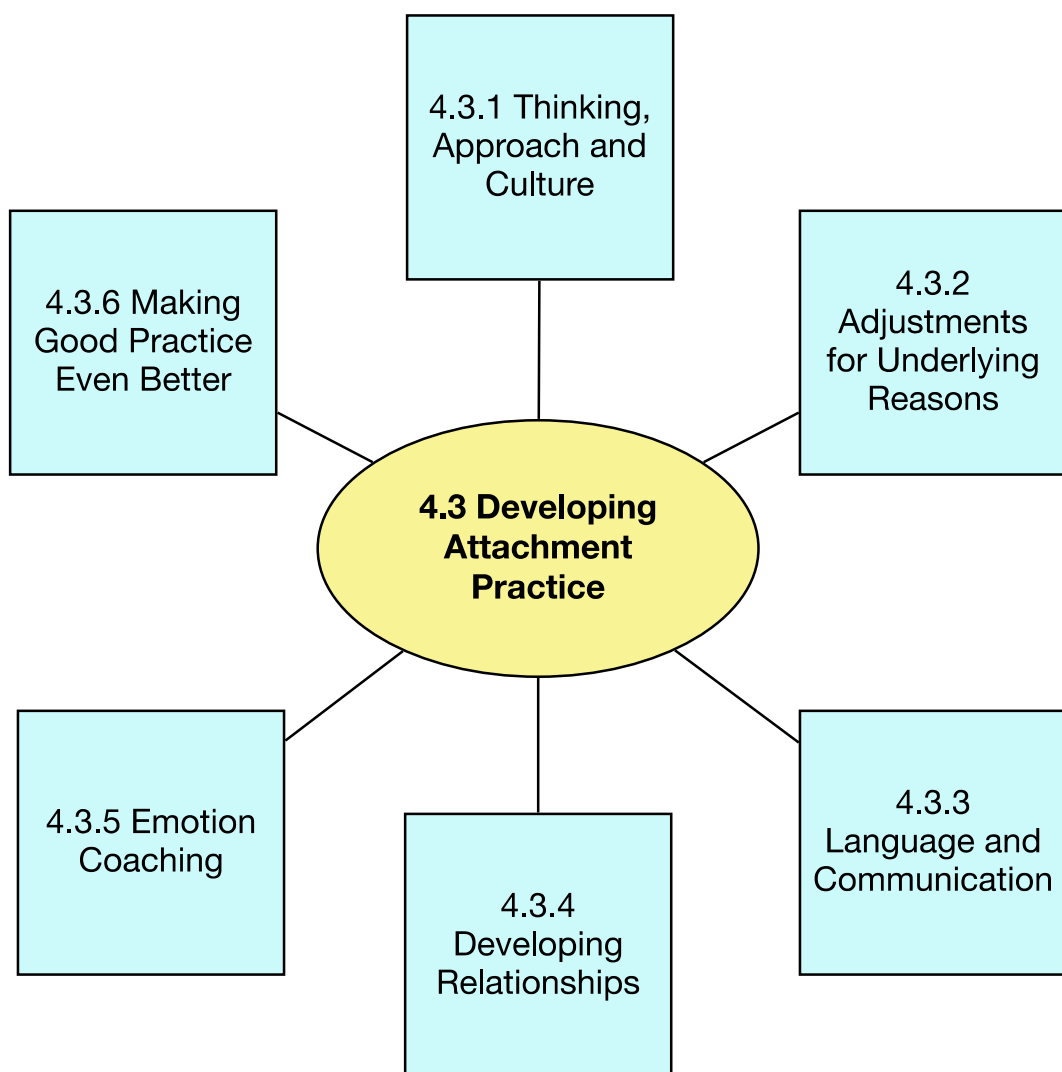 4.3.1 Thinking,
Approach and
Culture
4.3.2
Adjustments
for Underlying
Reasons
4.3.3
Language and
Communication
4.3.4
Developing
Relationships
4.3.5 Emotion
Coaching
4.3.6 Making
Good Practice
Even Better
4.3 Developing
Attachment
Practice